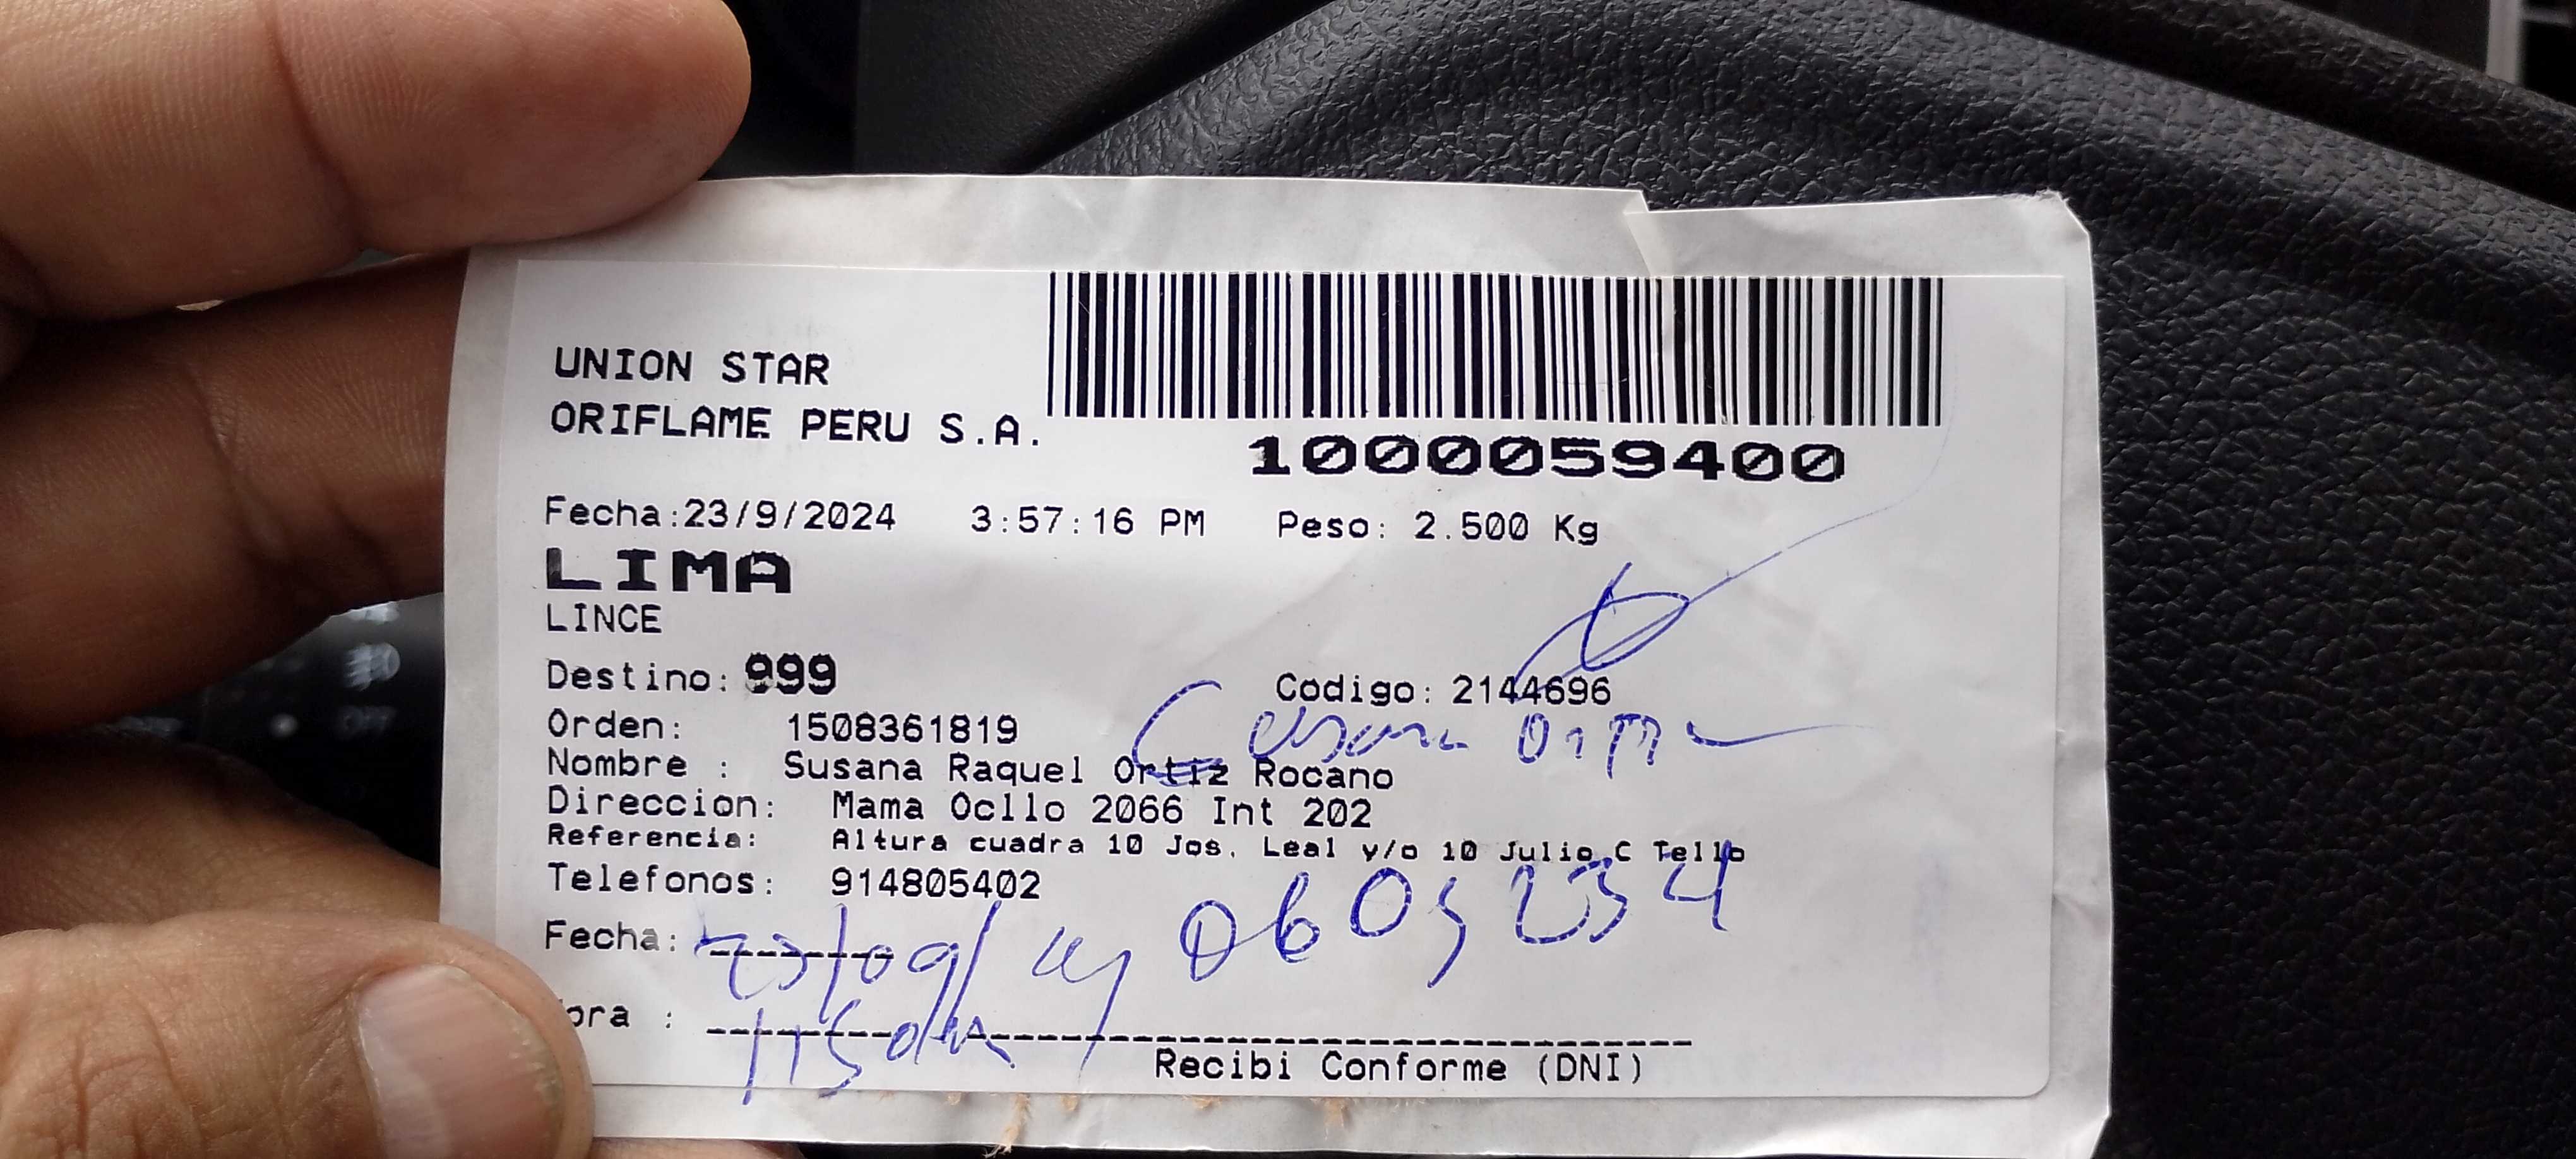 UNION STAR
ORIFLAME PERU S.A.
1000059400
Fecha:23/9/2024 3:57:16 PM Peso: 2.500 Kg
LIMA
LINCE
Destino: 999 Codigo: 2144696
Orden: 1508361819
Nombre : Susana Raquel Ortiz Rocano
Direccion: Mama Ocllo 2066 Int 202
Referencia: Altura cuadra 10 Jos. Leal y/o 10 Julio C Tello
Telefonos: 914805402
0605234
Fecha:
ora :
Recibi Conforme (DNI)